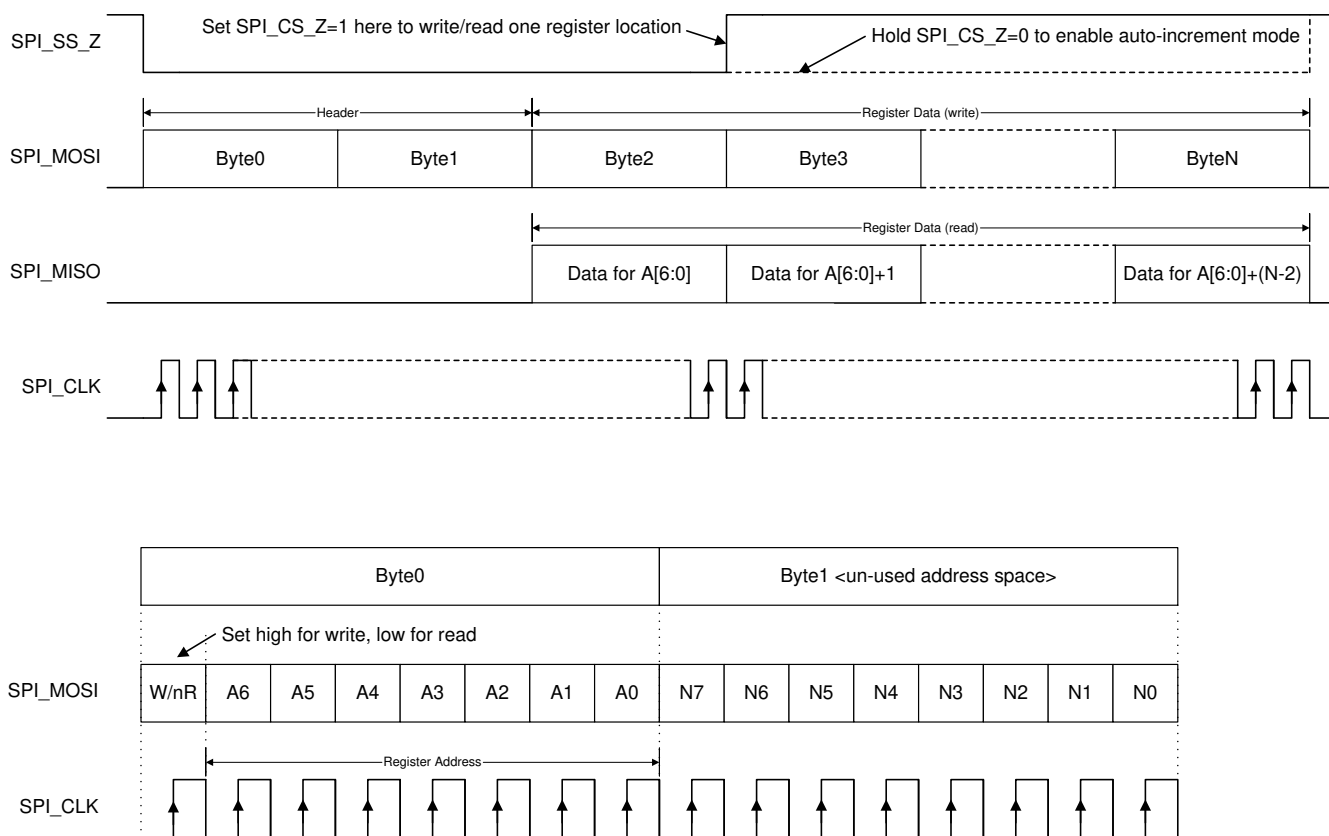 Set SPI_CS_Z=1 here to write/read one register location
SPI_SS_Z
Hold SPI_CS_Z=0 to enable auto-increment mode
Header
Register Data (write)
SPI_MOSI
Byte0
Byte1
Byte2
Byte3
ByteN
Register Data (read)
SPI_MISO
Data for A[6:0]
Data for A[6:0]+1
Data for A[6:0]+(N-2)
SPI_CLK
Byte0
Byte1 <un-used address space>
Set high for write, low for read
SPI_MOSI
W/nR
A6
A5
A4
A3
A2
A1
A0
N7
N6
N5
N4
N3
N2
N1
N0
Register Address
SPI_CLK